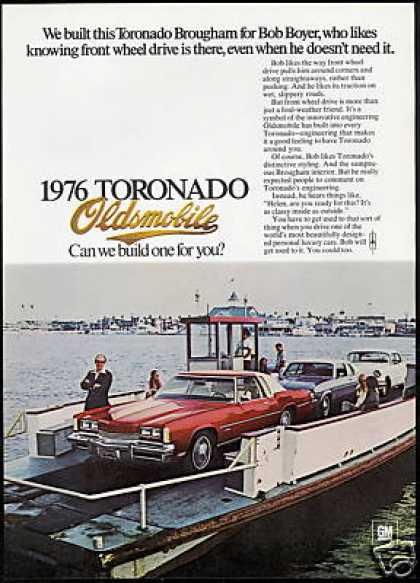 We built this Toronado Brougham for Bob Boyer, who likes
knowing front wheel drive is there, even when he doesn't need it.
Bob likes the way front wheel
drive pulls him around corners and
along straightaways, rather than
pushing. And he likes its traction on
wet, slippery roads.
But front wheel drive is more than
just a foul-weather friend. It's a
symbol of the innovative engineering
Oldsmobile has built into every
Toronado—engineering that makes
it a good feeling to have Toronado
around you.
Of course, Bob likes Toronado's
distinctive styling. And the sumptu-
ous Brougham interior. But he really
expected people to comment on
Toronado's engineering.
Instead, he hears things like,
"Helen, are you ready for this? It's
as classy inside as outside."
You have to get used to that sort of
thing when you drive one of the
world's most beautifully design-
ed personal luxury cars. Bob will
get used to it. You could too.
1976 TORONADO
Oldsmobile
Can we build one for you?
GM